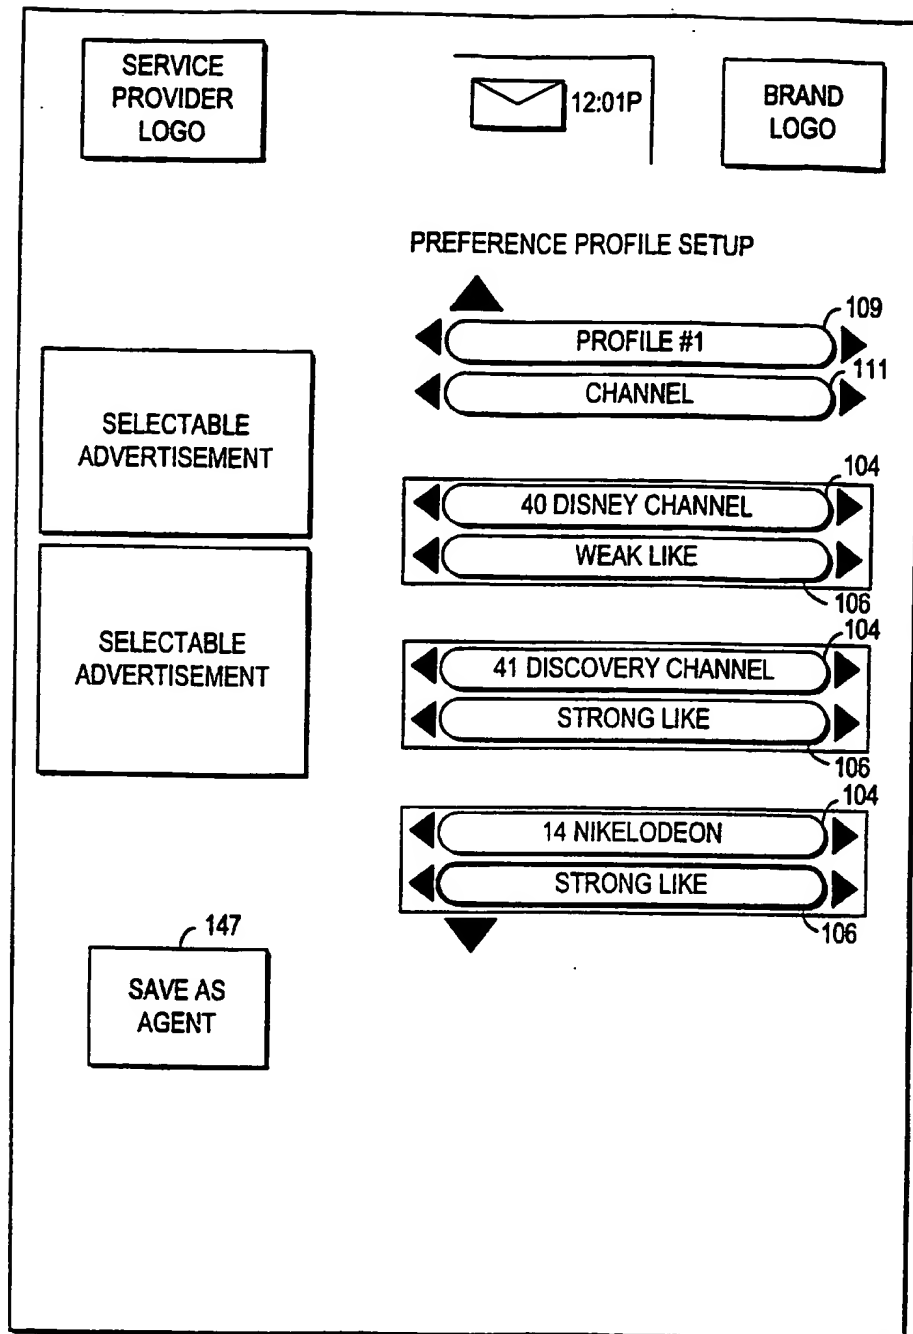 SERVICE
PROVIDER
LOGO
12:01P
BRAND
LOGO
PREFERENCE PROFILE SETUP
109
PROFILE #1
111
CHANNEL
SELECTABLE
ADVERTISEMENT
104
40 DISNEY CHANNEL
WEAK LIKE
106
SELECTABLE
ADVERTISEMENT
104
41 DISCOVERY CHANNEL
STRONG LIKE
106
104
14 NIKELODEON
STRONG LIKE
106
147
SAVE AS
AGENT